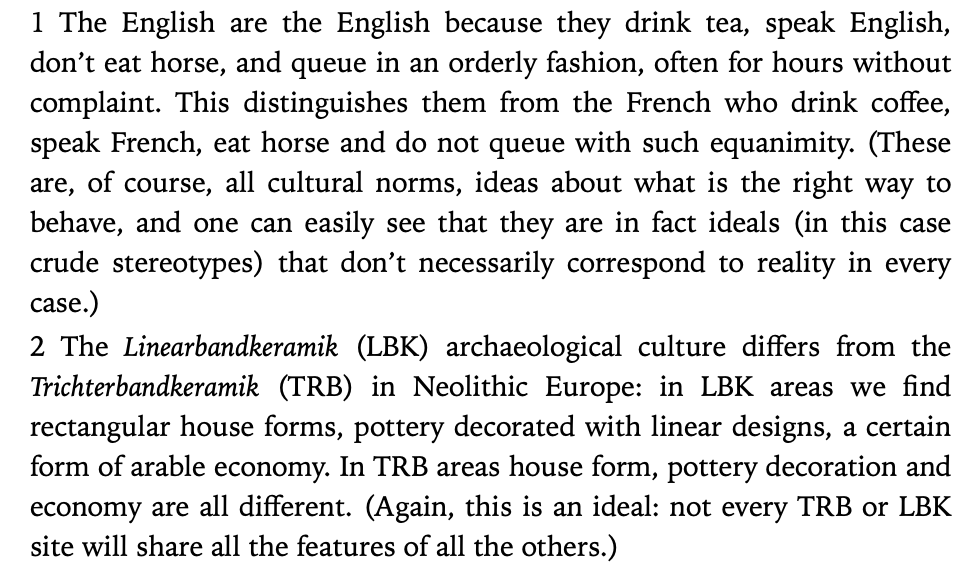 1 The English are the English because they drink tea, speak English,
don’t eat horse, and queue in an orderly fashion, often for hours without
complaint. This distinguishes them from the French who drink coffee,
speak French, eat horse and do not queue with such equanimity. (These
are, of course, all cultural norms, ideas about what is the right way to
behave, and one can easily see that they are in fact ideals (in this case
crude stereotypes) that don’t necessarily correspond to reality in every
case.)
2 The Linearbandkeramik (LBK) archaeological culture differs from the
Trichterbandkeramik (TRB) in Neolithic Europe: in LBK areas we find
rectangular house forms, pottery decorated with linear designs, a certain
form of arable economy. In TRB areas house form, pottery decoration and
economy are all different. (Again, this is an ideal: not every TRB or LBK
site will share all the features of all the others.)